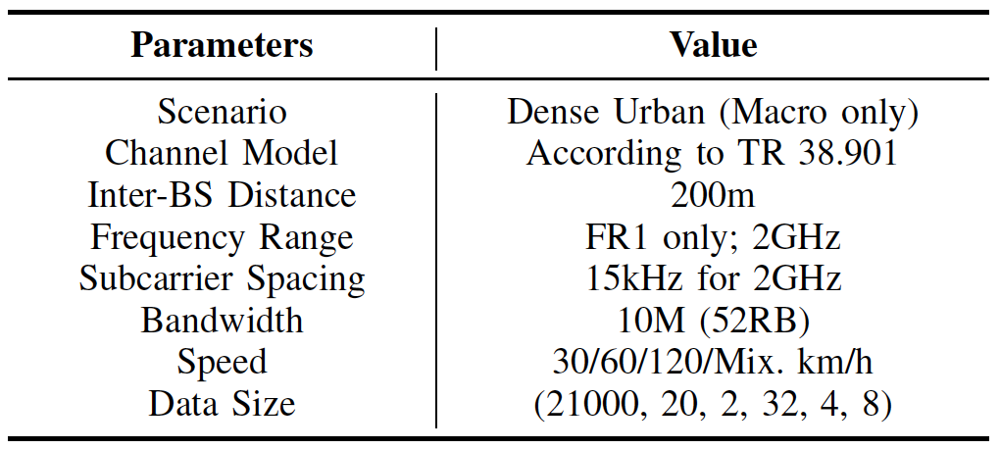 Parameters Value
Scenario Dense Urban (Macro only)
Channel Model According to TR 38.901
Inter-BS Distance 200m
Frequency Range FR1 only; 2GHz
Subcarrier Spacing 15kHz for 2GHz
Bandwidth 10M (52RB)
Speed 30/60/120/Mix. km/h
Data Size (21000, 20, 2, 32, 4, 8)